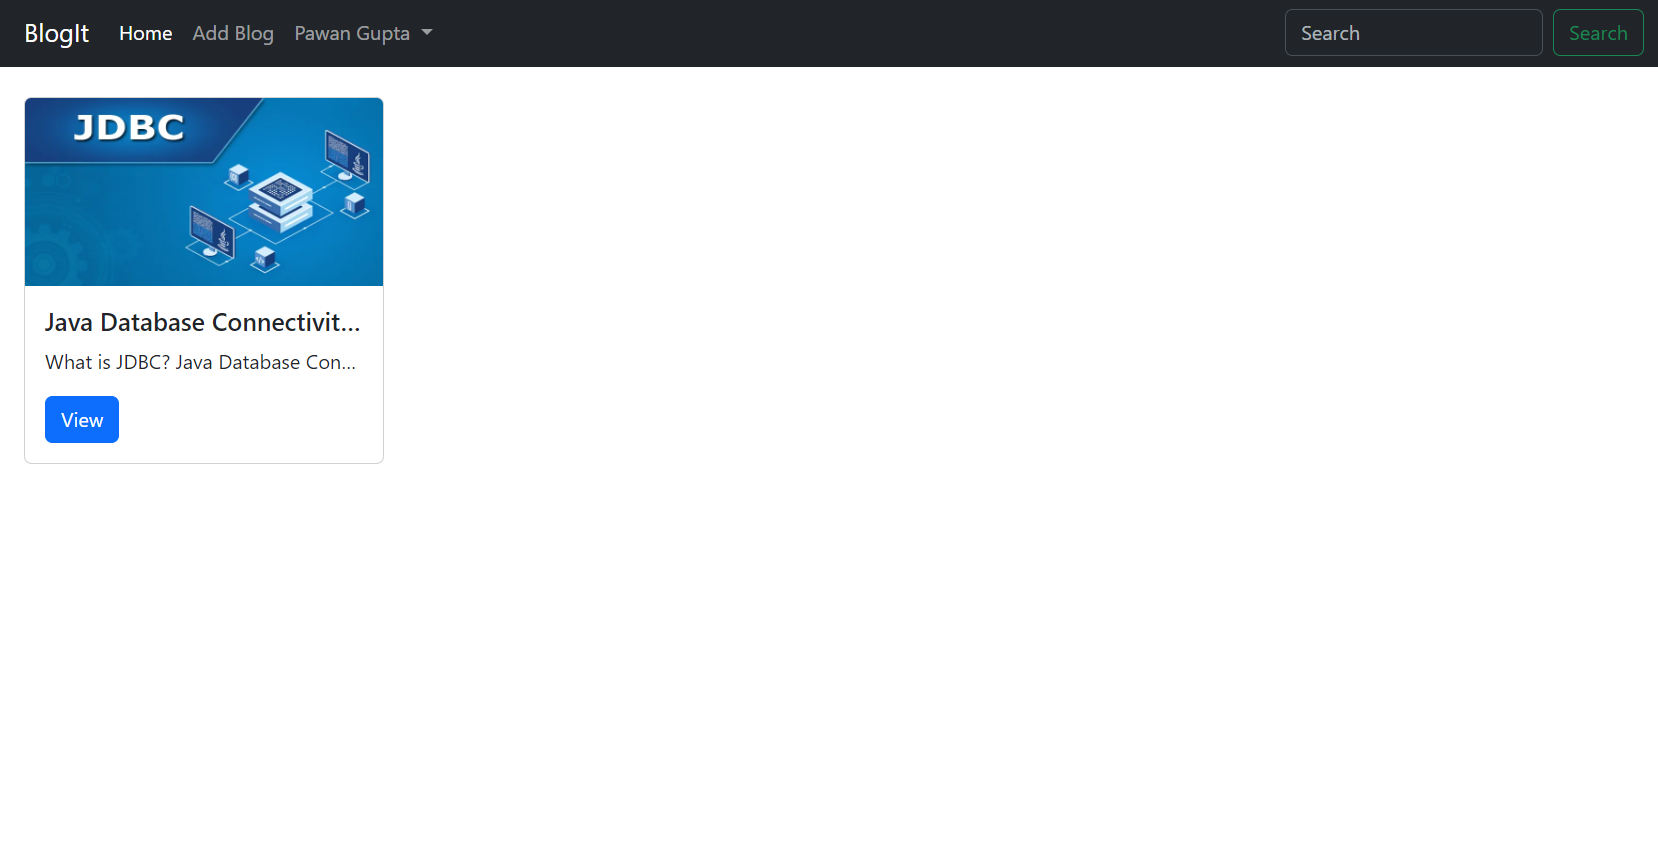 BlogIt Home Add Blog Pawan Gupta Search Search
JDBC
Java Database Connectivit...
What is JDBC? Java Database Con...
View